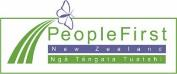 PeopleFirst
New Zealand
Ngā Tāngata Tuatahi